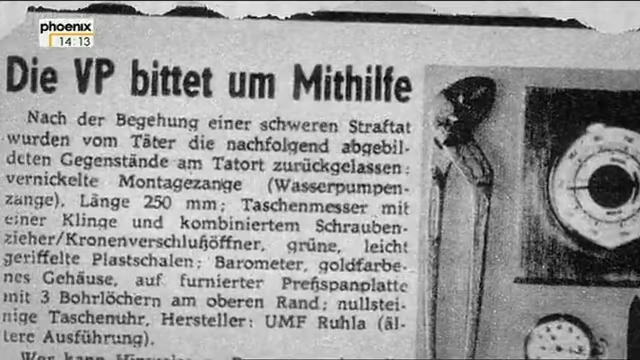 phoenix
14:13
Die VP bittet um Mithilfe
Nach der Begehung einer schweren Straftat
wurden vom Täter die nachfolgend abgebil-
deten Gegenstände am Tatort zurückgelassen:
vernickelte Montagezange (Wasserpumpen-
zange), Länge 250 mm; Taschenmesser mit
einer Klinge und kombiniertem Schrauben-
zieher/Kronenverschlußöffner, grüne, leicht
geriffelte Plastschalen; Barometer, goldfarbe-
nes Gehäuse, auf furnierter Preßspanplatte
mit 3 Bohrlöchern am oberen Rand; nullstei-
nige Taschenuhr, Hersteller: UMF Ruhla (äl-
tere Ausführung).
Wer kann Hinweise